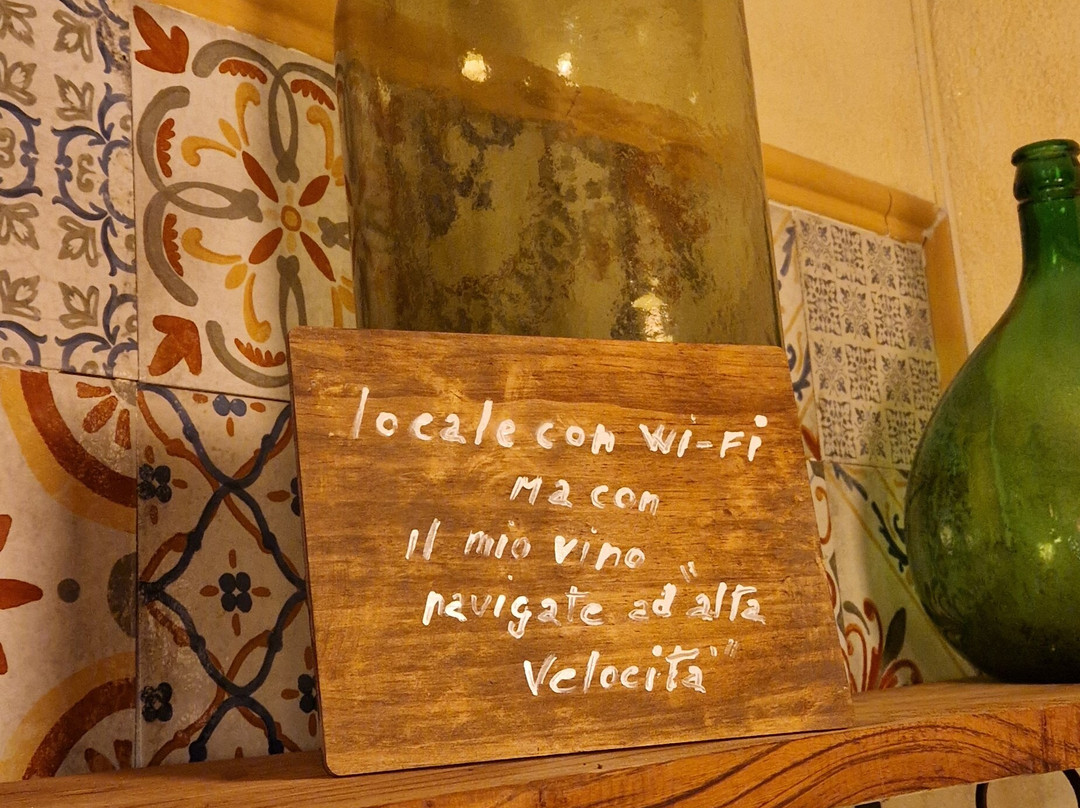 locale con Wi-Fi
Ma con
Il mio vino
navigate ad "alta
Velocità"